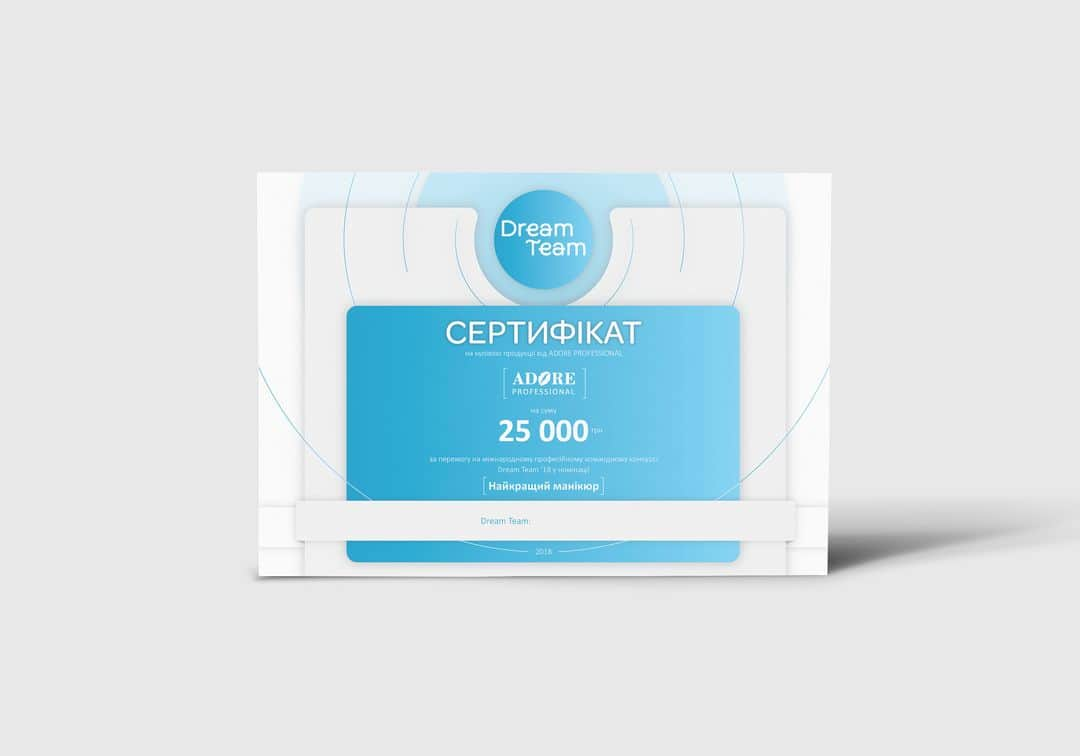 Dream
Team
СЕРТИФІКАТ
на купівлю продукції від ADORE PROFESSIONAL
ADORE
PROFESSIONAL
на суму
25 000 грн
за перемогу на міжнародному професійному командному конкурсі
Dream Team '18 у номінації
Найкращий манікюр
Dream Team:
2018